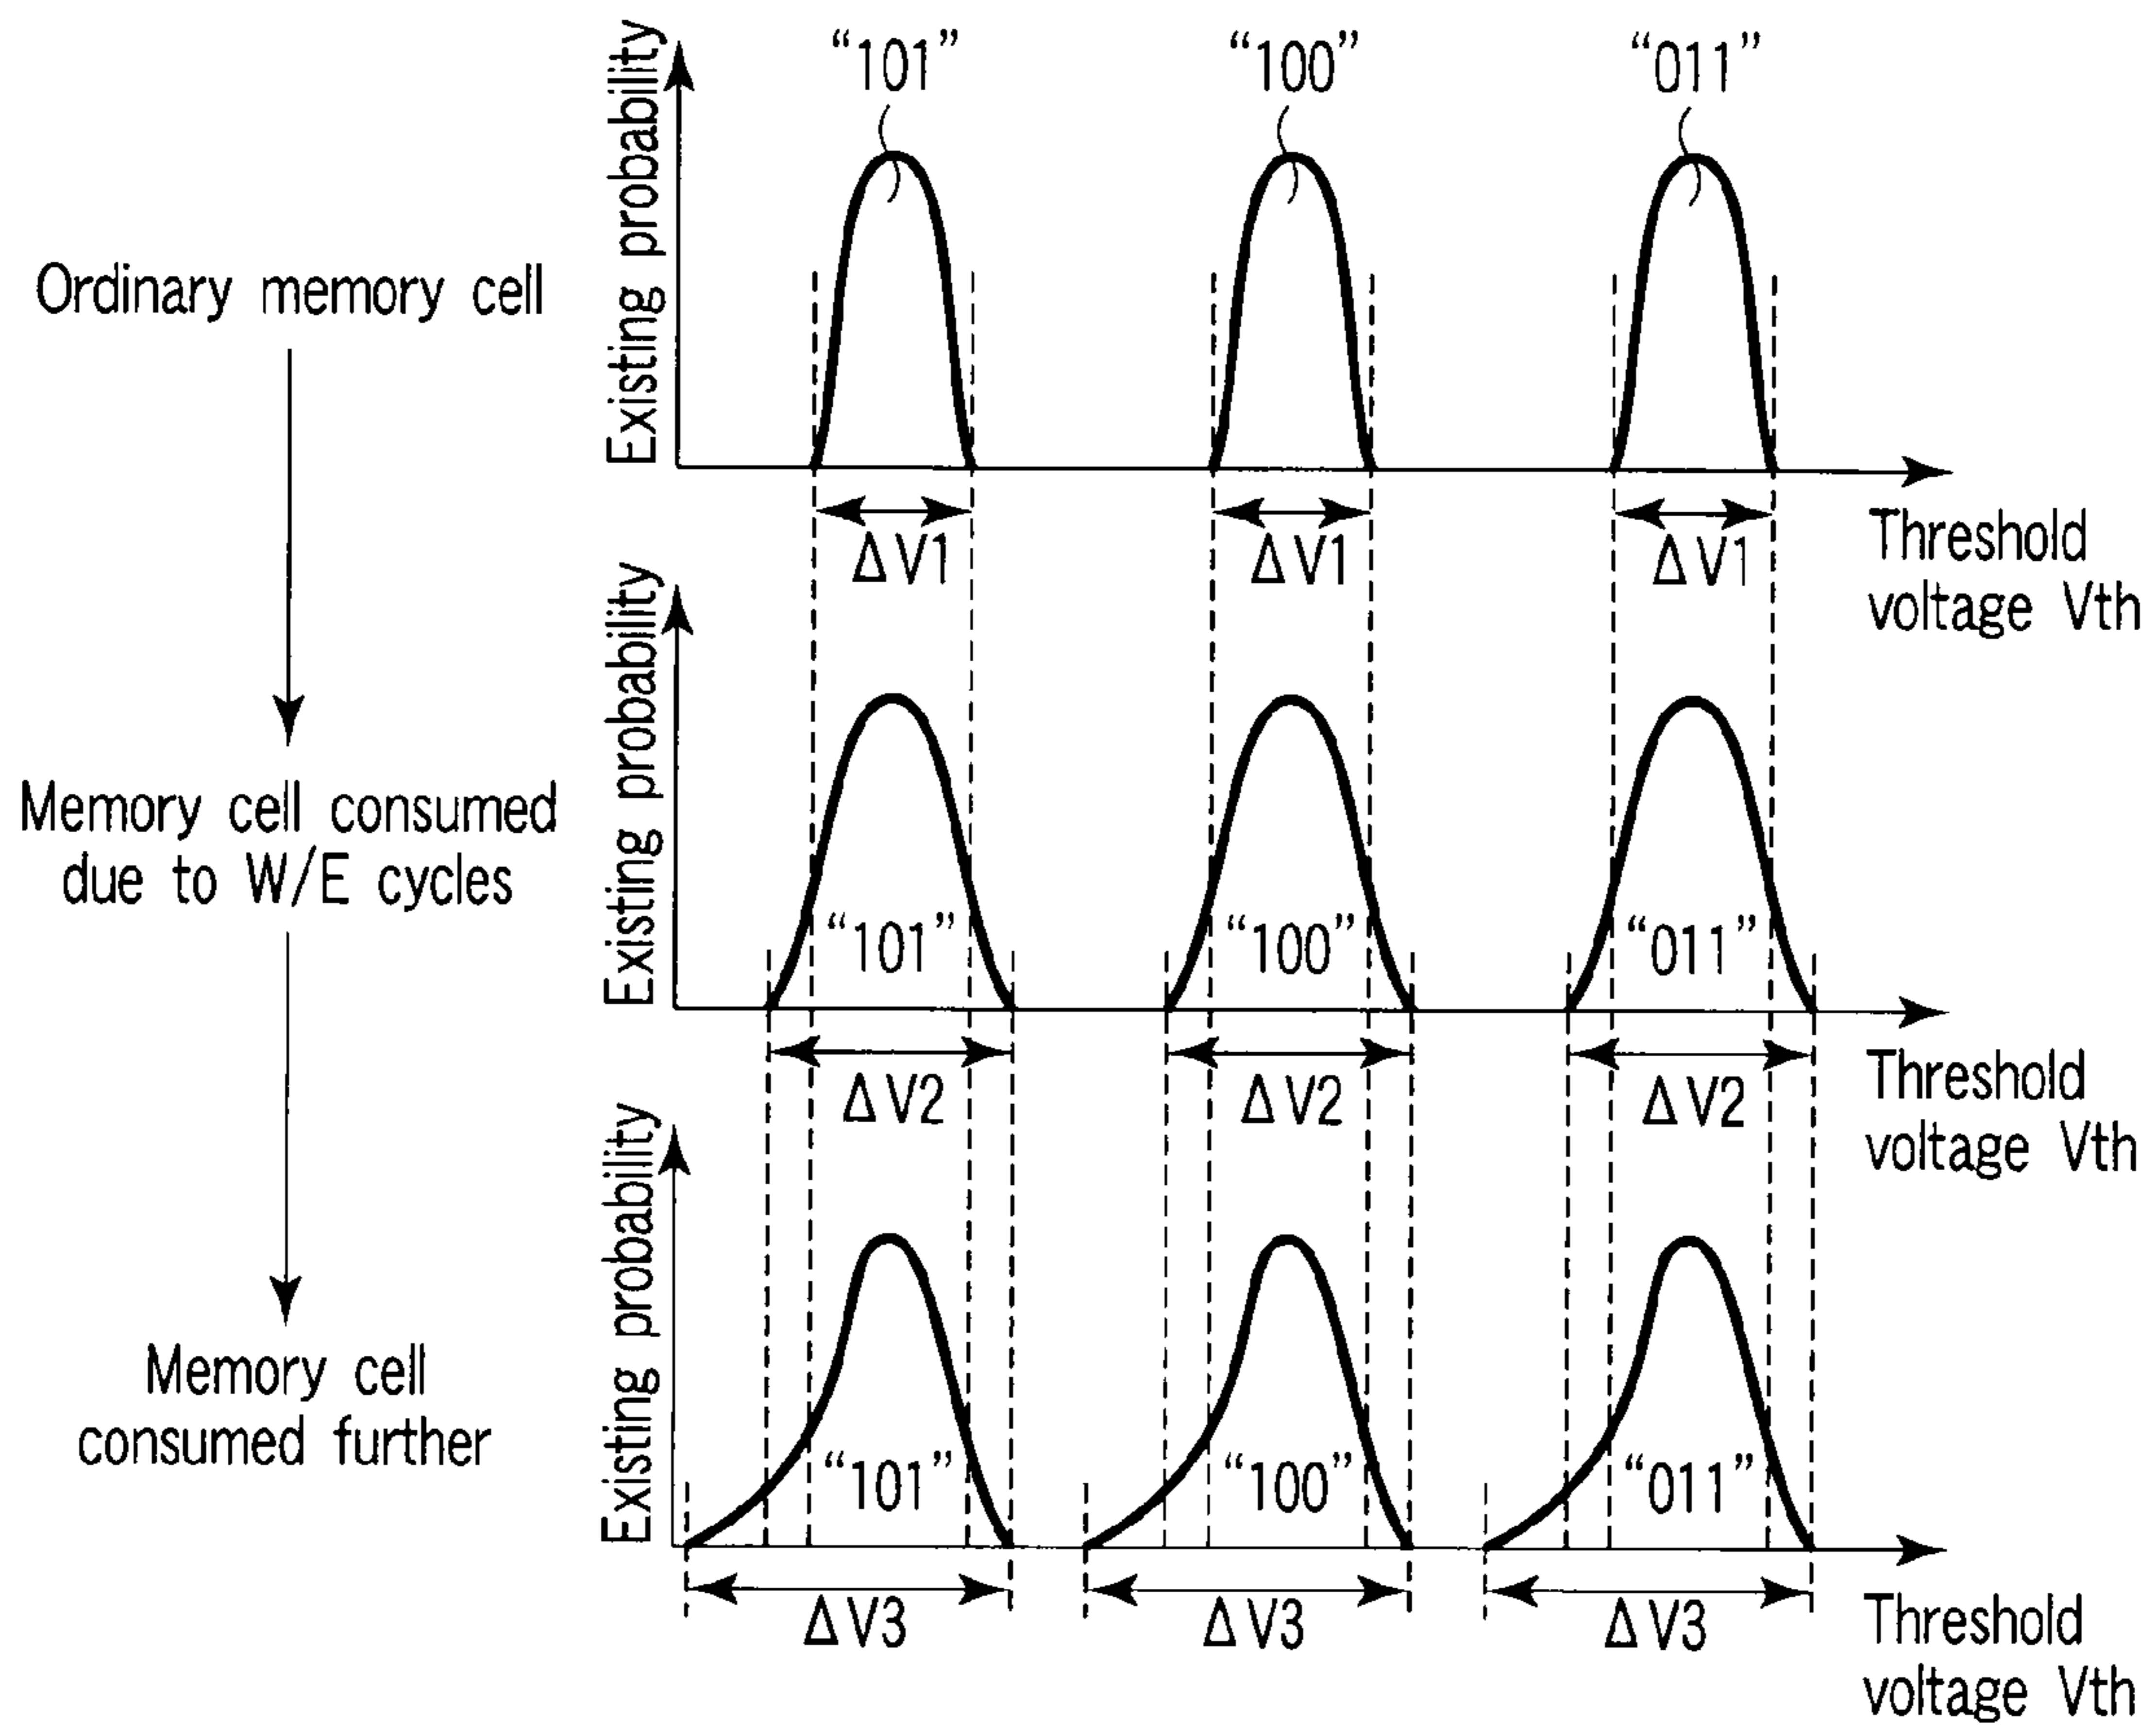 Existing probability
“101”
“100”
“011”
Ordinary memory cell
ΔV1
ΔV1
ΔV1
Threshold
voltage Vth
Existing probability
Memory cell consumed
due to W/E cycles
“101”
“100”
“011”
ΔV2
ΔV2
ΔV2
Threshold
voltage Vth
Existing probability
Memory cell
consumed further
“101”
“100”
“011”
ΔV3
ΔV3
ΔV3
Threshold
voltage Vth